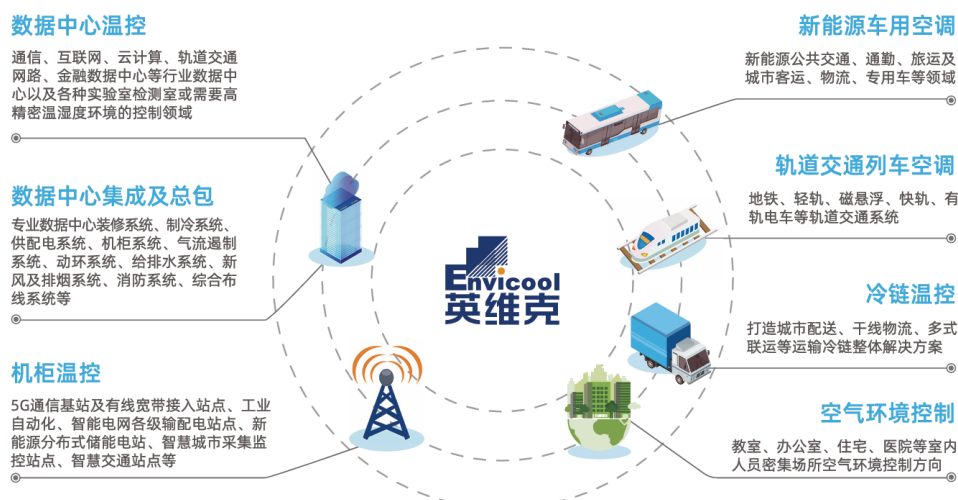 数据中心温控
通信、互联网、云计算、轨道交通
网路、金融数据中心等行业数据中
心以及各种实验室检测室或需要高
精密温湿度环境的控制领域
数据中心集成及总包
专业数据中心装修系统、制冷系统、
供配电系统、机柜系统、气流遏制
系统、动环系统、给排水系统、新
风及排烟系统、消防系统、综合布
线系统等
机柜温控
5G通信基站及有线宽带接入站点、工业
自动化、智能电网各级输配电站点、新
能源分布式储能电站、智慧城市采集监
控站点、智慧交通站点等
Envicool
英维克
新能源车用空调
新能源公共交通、通勤、旅运及
城市客运、物流、专用车等领域
轨道交通列车空调
地铁、轻轨、磁悬浮、快轨、有
轨电车等轨道交通系统
冷链温控
打造城市配送、干线物流、多式
联运等运输冷链整体解决方案
空气环境控制
教室、办公室、住宅、医院等室内
人员密集场所空气环境控制方向